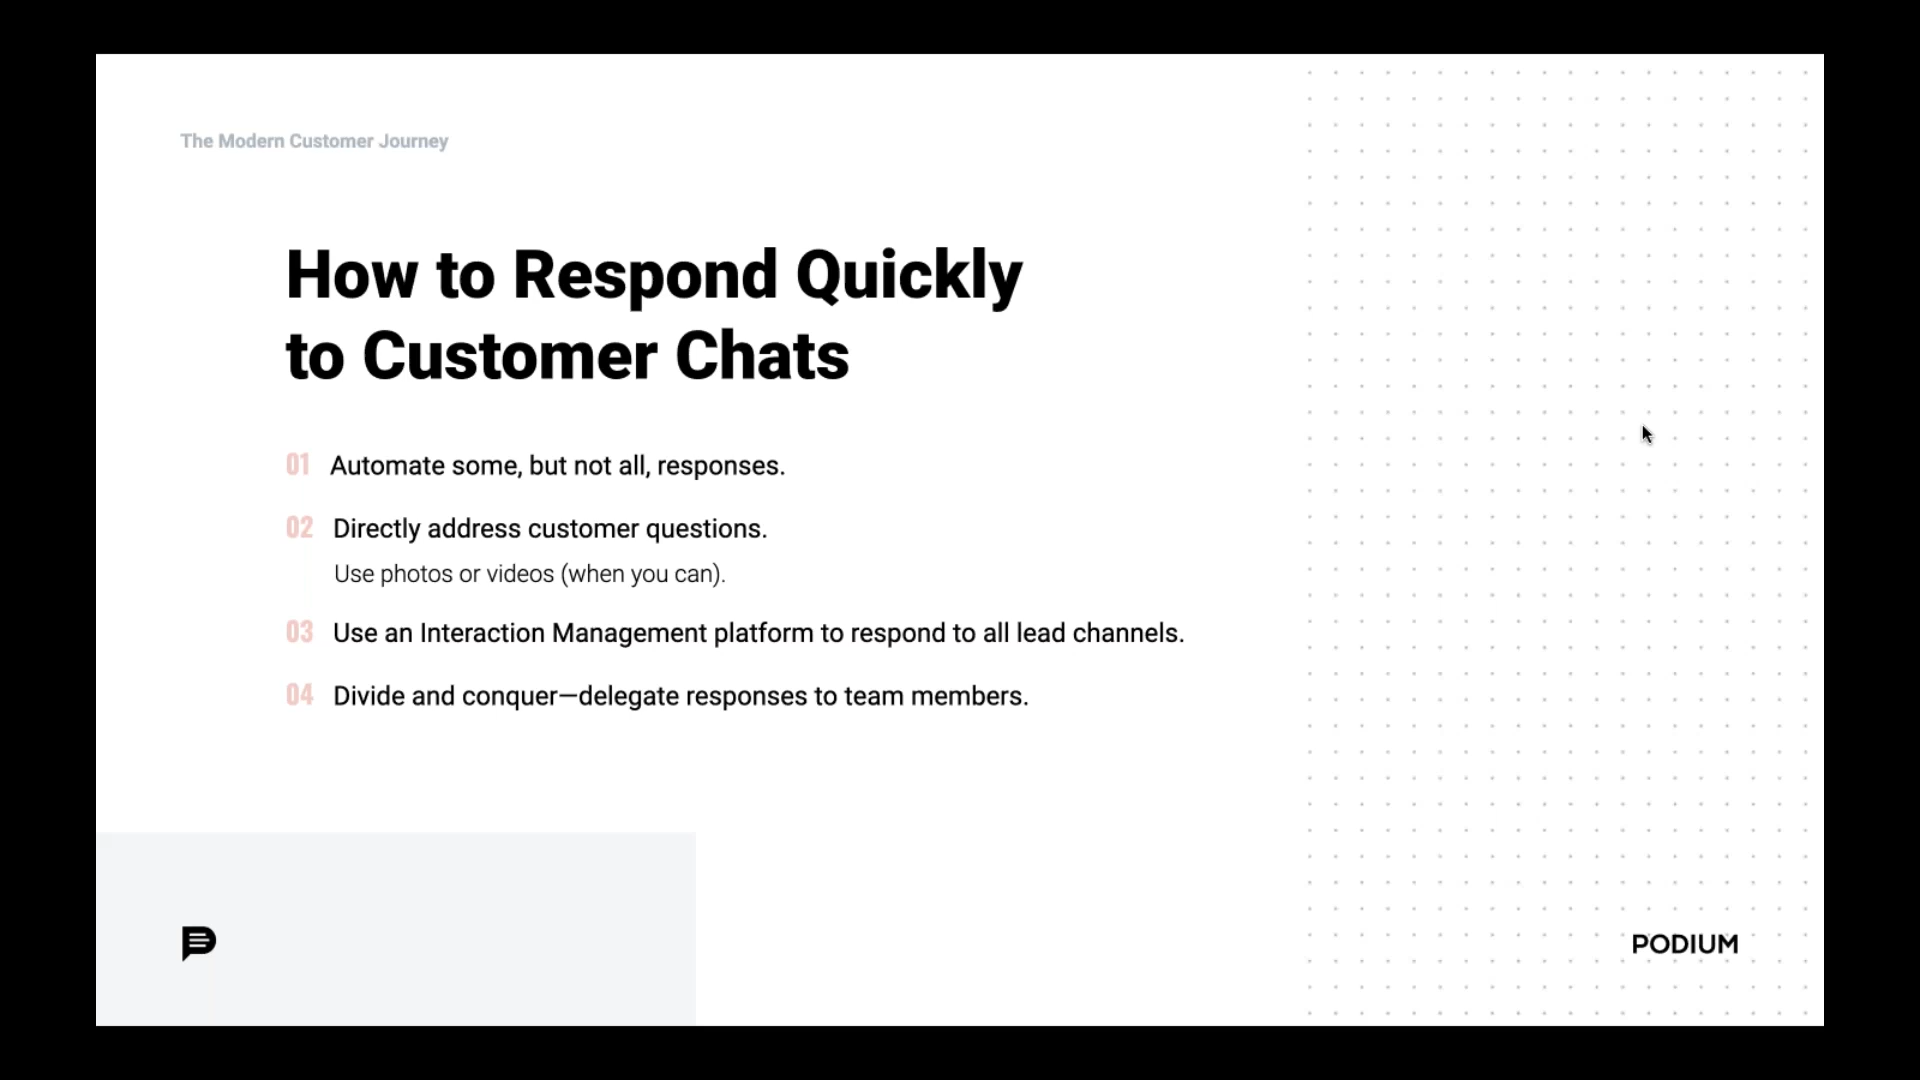 The Modern Customer Journey
How to Respond Quickly
to Customer Chats
01 Automate some, but not all, responses.
02 Directly address customer questions.
Use photos or videos (when you can).
03 Use an Interaction Management platform to respond to all lead channels.
04 Divide and conquer—delegate responses to team members.
PODIUM